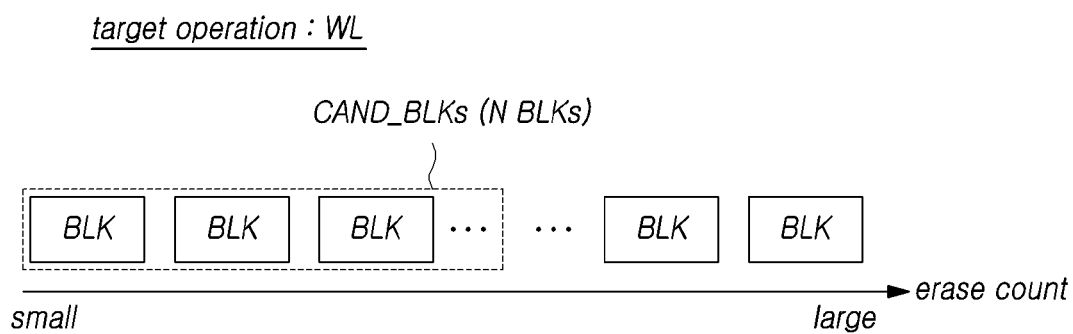 target operation : WL
CAND_BLKs (N BLKs)
BLK BLK BLK ··· ··· BLK BLK
erase count
small large